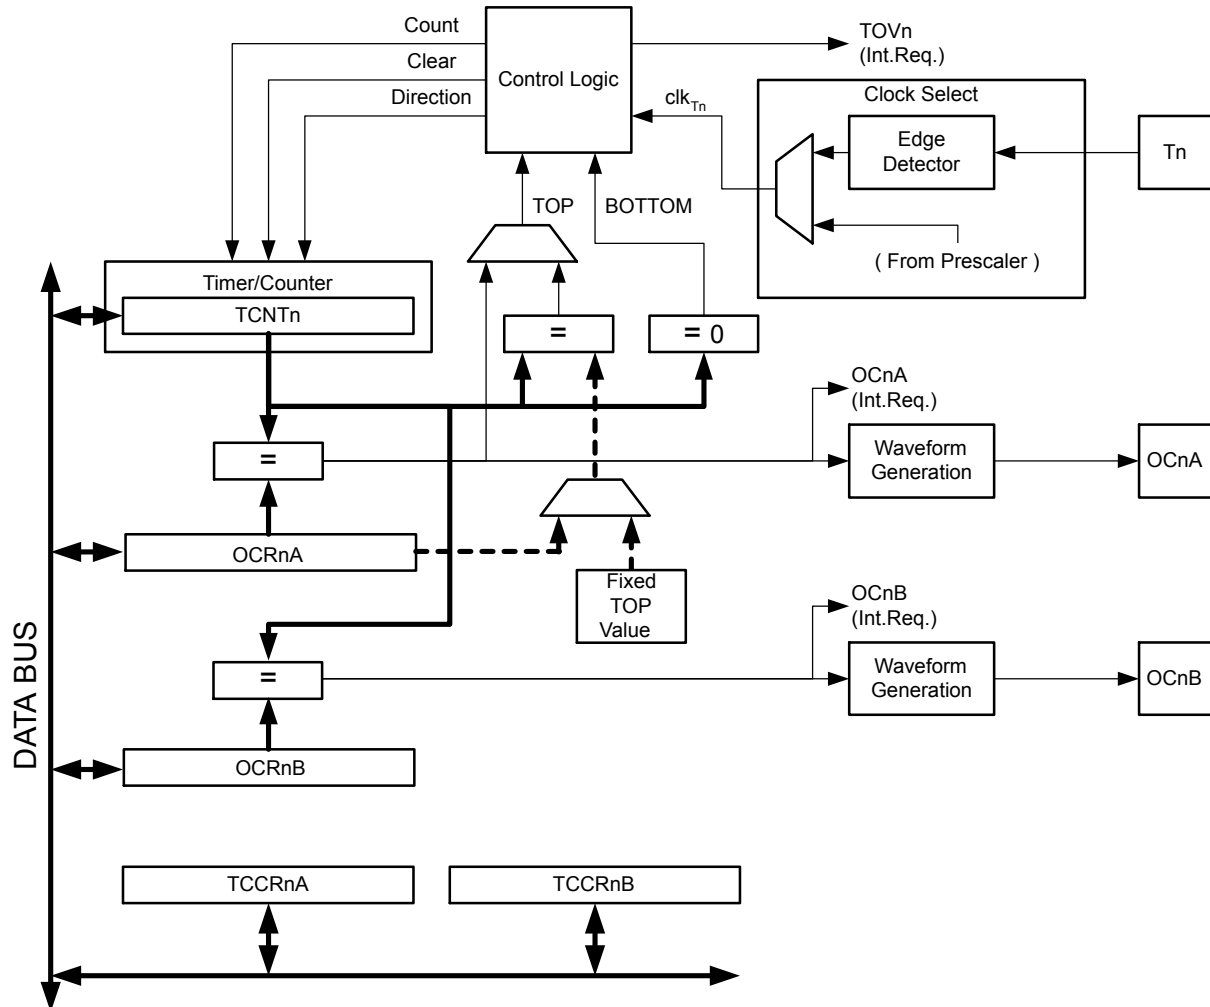 Count
Clear
Direction
Control Logic
TOVn
(Int.Req.)
clkTn
Clock Select
Edge
Detector
Tn
( From Prescaler )
TOP
BOTTOM
Timer/Counter
TCNTn
=
= 0
OCnA
(Int.Req.)
=
Waveform
Generation
OCnA
OCRnA
Fixed
TOP
Value
OCnB
(Int.Req.)
=
Waveform
Generation
OCnB
OCRnB
DATA BUS
TCCRnA
TCCRnB